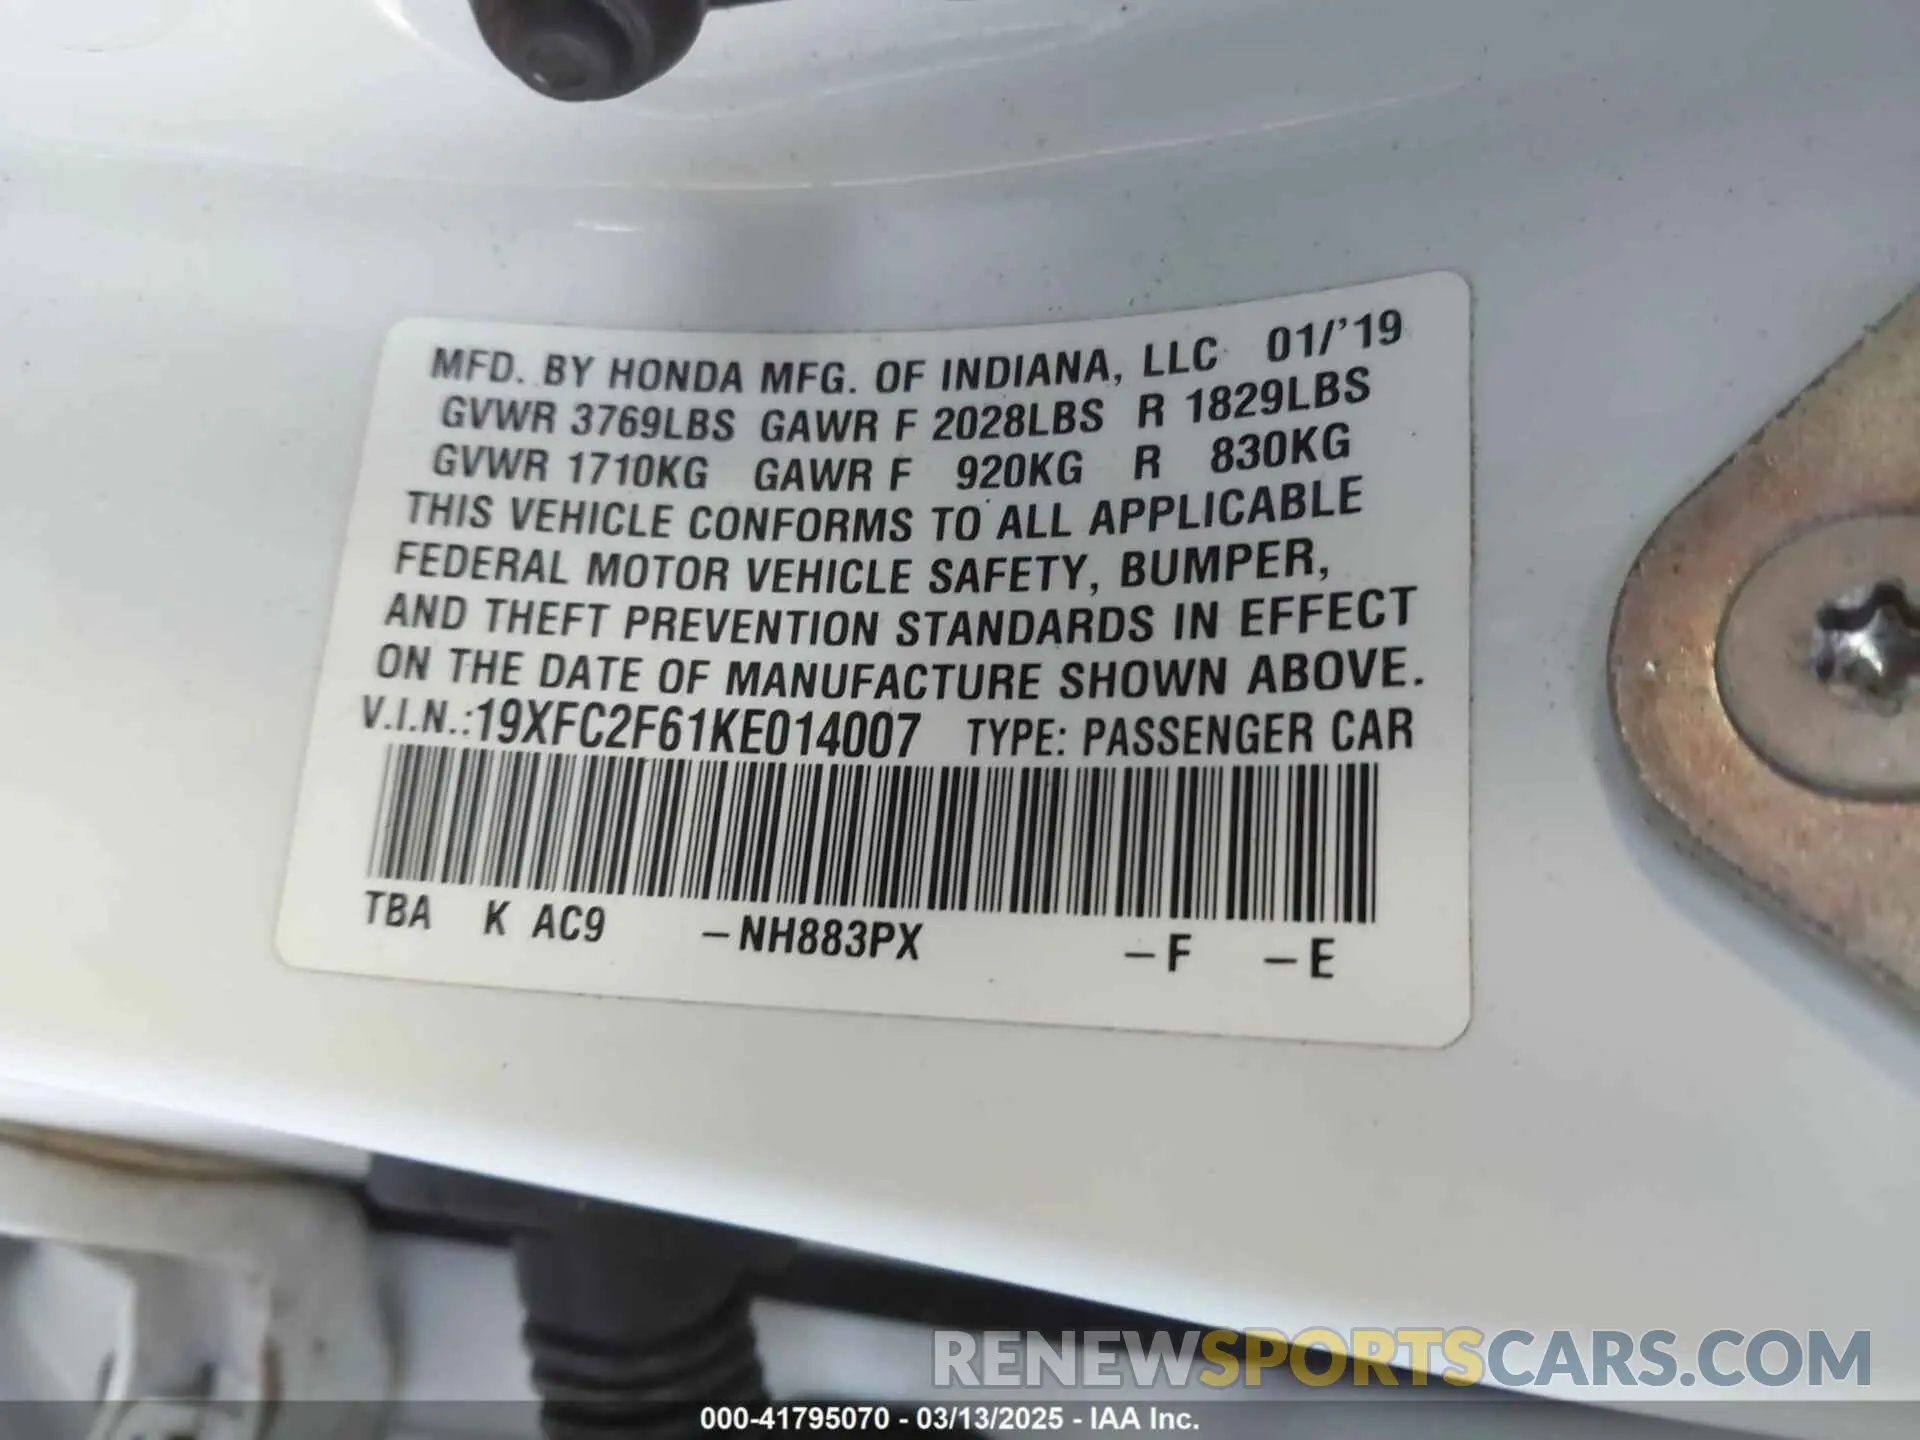 MFD. BY HONDA MFG. OF INDIANA, LLC 01/'19
GVWR 3769LBS GAWR F 2028LBS R 1829LBS
GVWR 1710KG GAWR F 920KG R 830KG
THIS VEHICLE CONFORMS TO ALL APPLICABLE
FEDERAL MOTOR VEHICLE SAFETY, BUMPER,
AND THEFT PREVENTION STANDARDS IN EFFECT
ON THE DATE OF MANUFACTURE SHOWN ABOVE.
V.I.N.:19XFC2F61KE014007 TYPE: PASSENGER CAR
TBA K AC9 –NH883PX –F –E
RENEWSPORTSCARS.COM
000-41795070 - 03/13/2025 - IAA Inc.